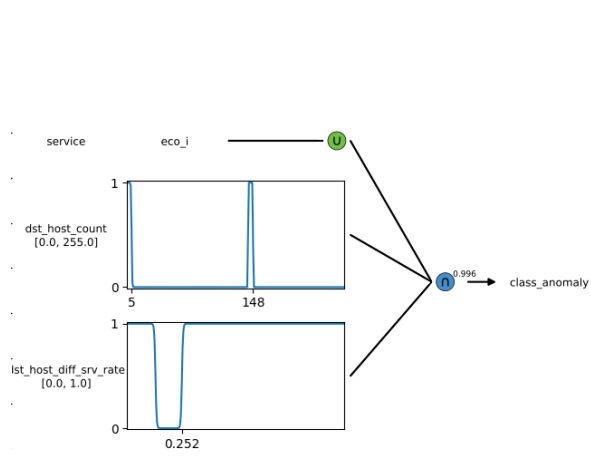 service eco_i
U
1
dst_host_count
[0.0, 255.0]
0
5 148
∩ 0.996
class_anomaly
1
lst_host_diff_srv_rate
[0.0, 1.0]
0
0.252